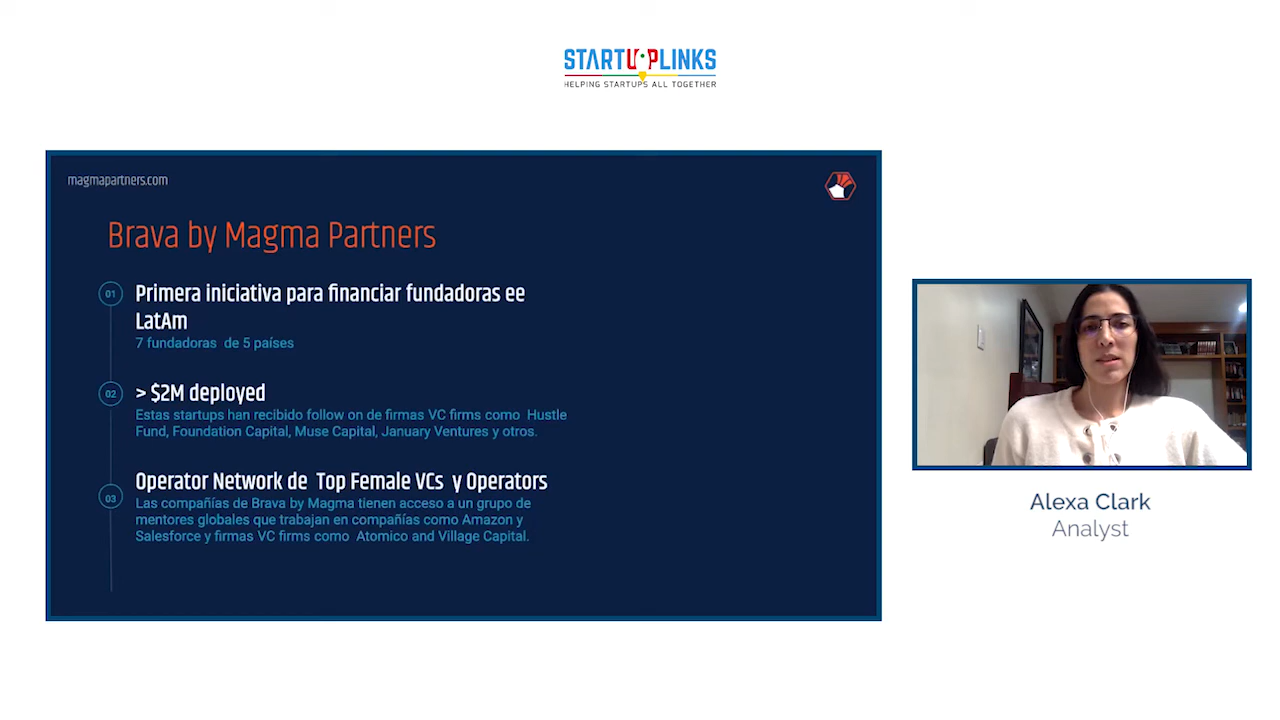 STARTUPLINKS
HELPING STARTUPS ALL TOGETHER
magmapartners.com
Brava by Magma Partners
01
Primera iniciativa para financiar fundadoras ee
LatAm
7 fundadoras de 5 países
02
> $2M deployed
Estas startups han recibido follow on de firmas VC firms como Hustle
Fund, Foundation Capital, Muse Capital, January Ventures y otros.
03
Operator Network de Top Female VCs y Operators
Las compañías de Brava by Magma tienen acceso a un grupo de
mentores globales que trabajan en compañías como Amazon y
Salesforce y firmas VC firms como Atomico and Village Capital.
Alexa Clark
Analyst